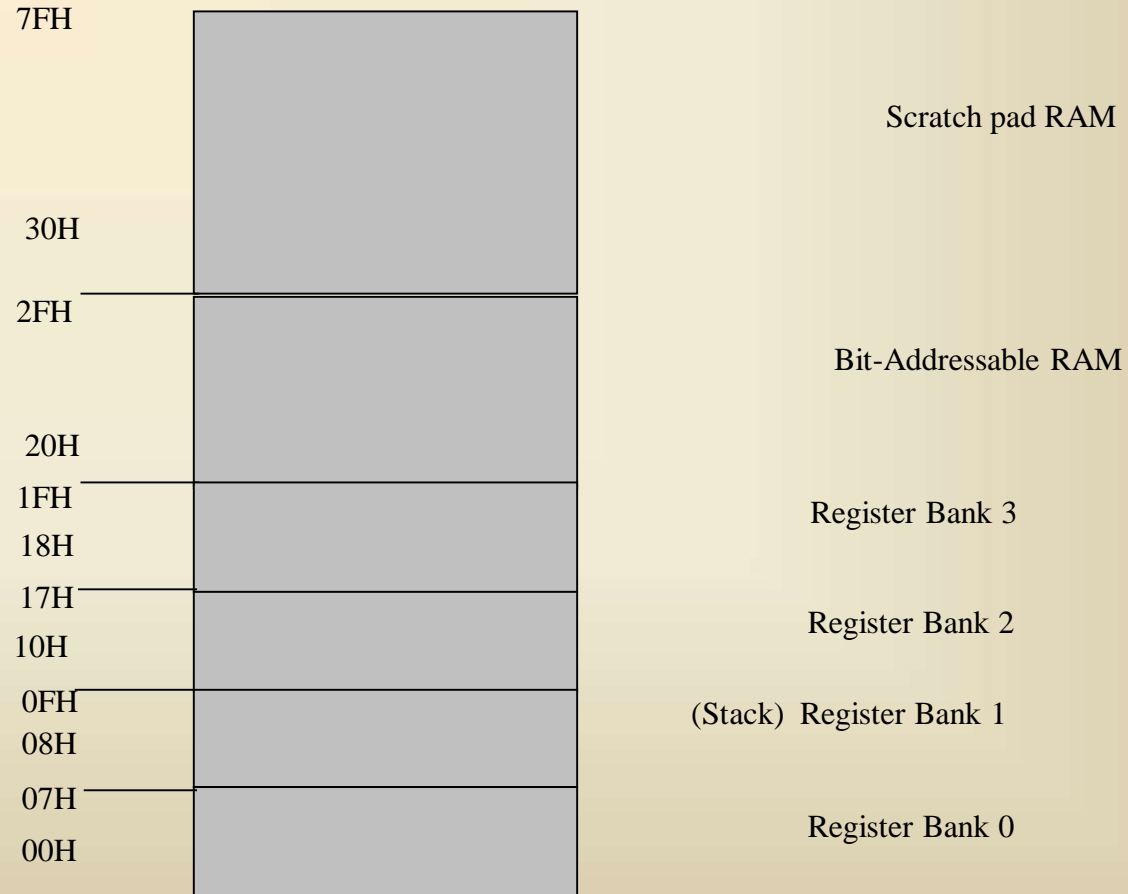 7FH
Scratch pad RAM
30H
2FH
Bit-Addressable RAM
20H
1FH
Register Bank 3
18H
17H
Register Bank 2
10H
0FH
(Stack) Register Bank 1
08H
07H
Register Bank 0
00H